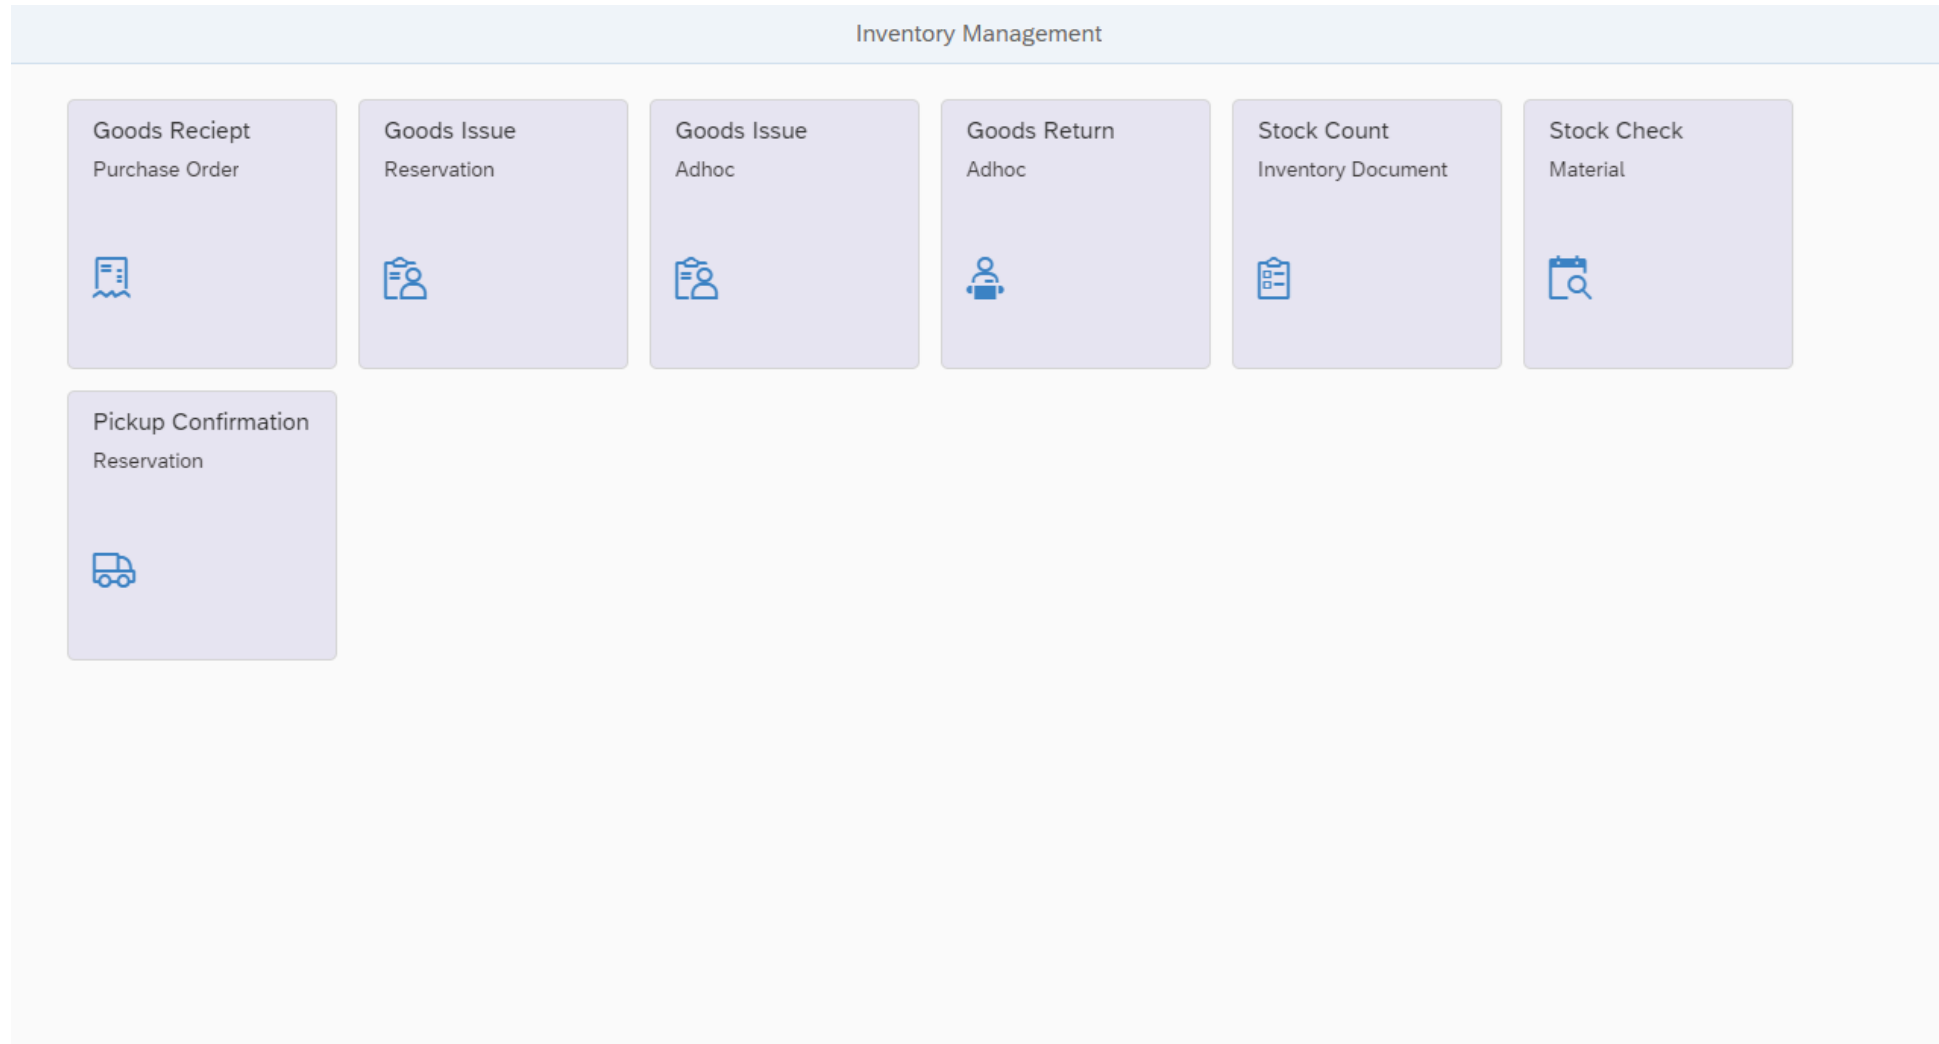 Inventory Management
Goods Reciept
Purchase Order
Goods Issue
Reservation
Goods Issue
Adhoc
Goods Return
Adhoc
Stock Count
Inventory Document
Stock Check
Material
Pickup Confirmation
Reservation